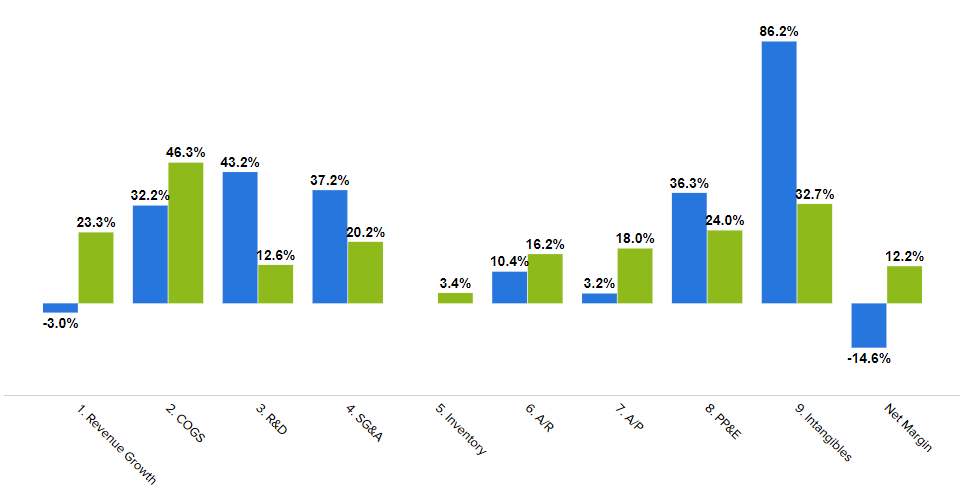 86.2%
46.3%
43.2%
37.2%
36.3%
32.2%
32.7%
23.3%
24.0%
20.2%
18.0%
16.2%
12.6%
12.2%
10.4%
3.4%
3.2%
-3.0%
-14.6%
1. Revenue Growth
2. COGS
3. R&D
4. SG&A
5. Inventory
6. A/R
7. A/P
8. PP&E
9. Intangibles
Net Margin